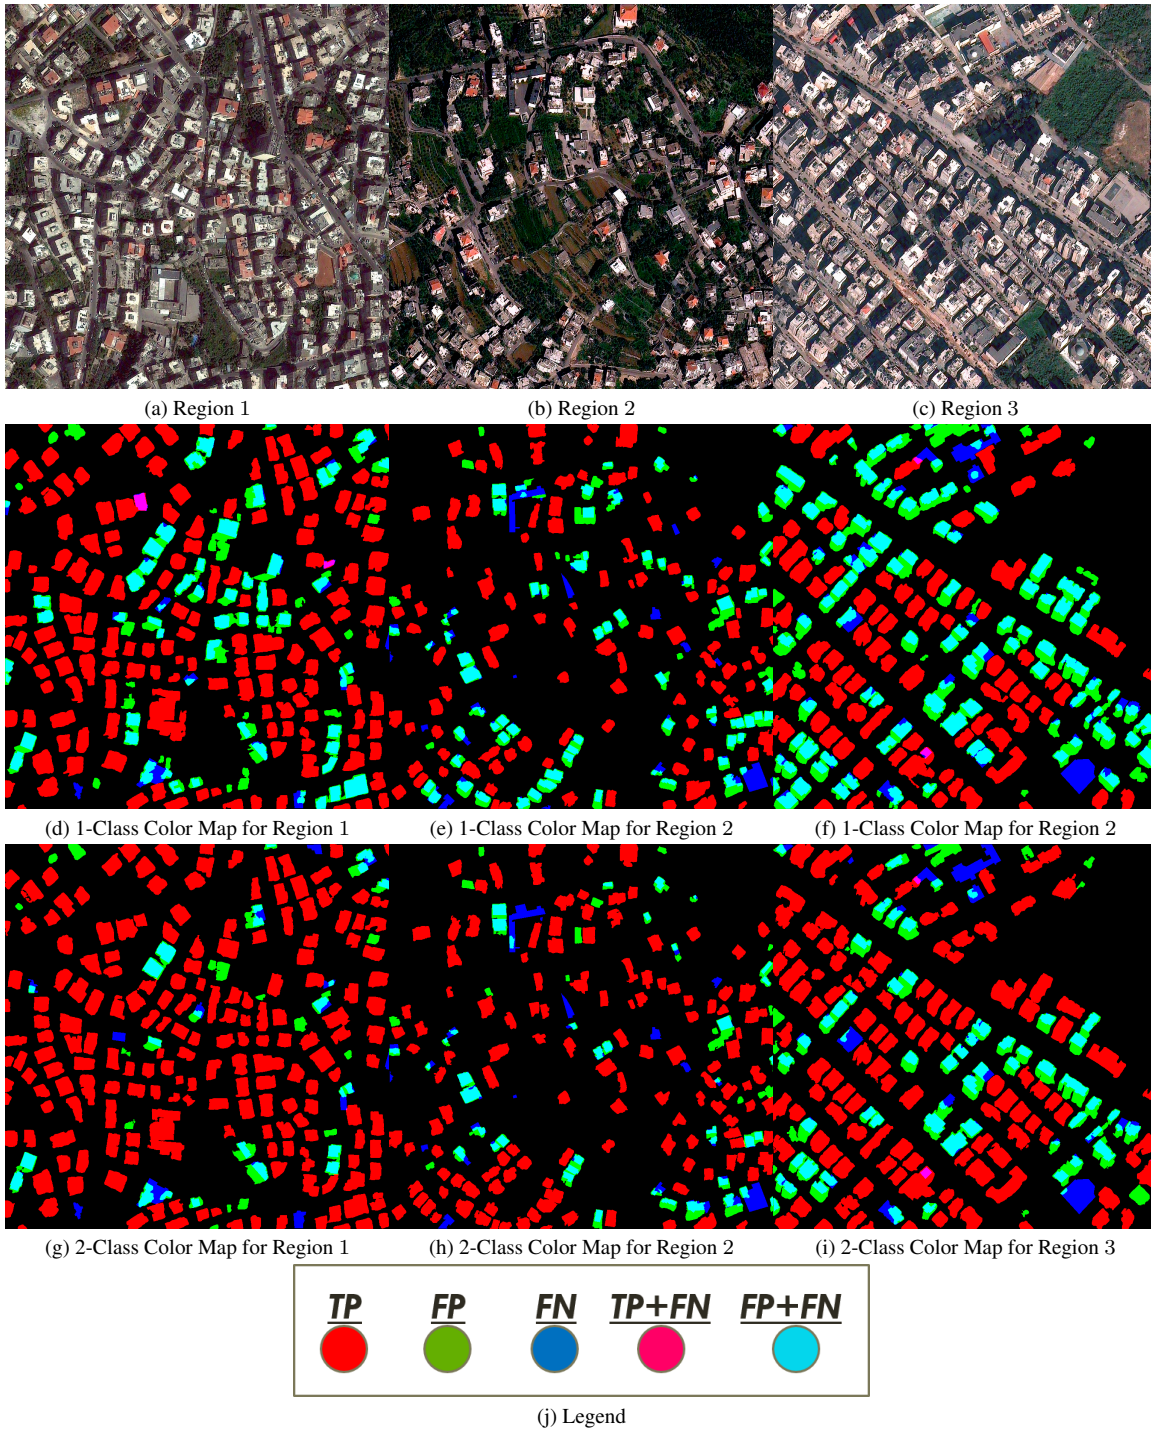 (a) Region 1
(b) Region 2
(c) Region 3
(d) 1-Class Color Map for Region 1
(e) 1-Class Color Map for Region 2
(f) 1-Class Color Map for Region 2
(g) 2-Class Color Map for Region 1
(h) 2-Class Color Map for Region 2
(i) 2-Class Color Map for Region 3
TP FP FN TP+FN FP+FN
(j) Legend